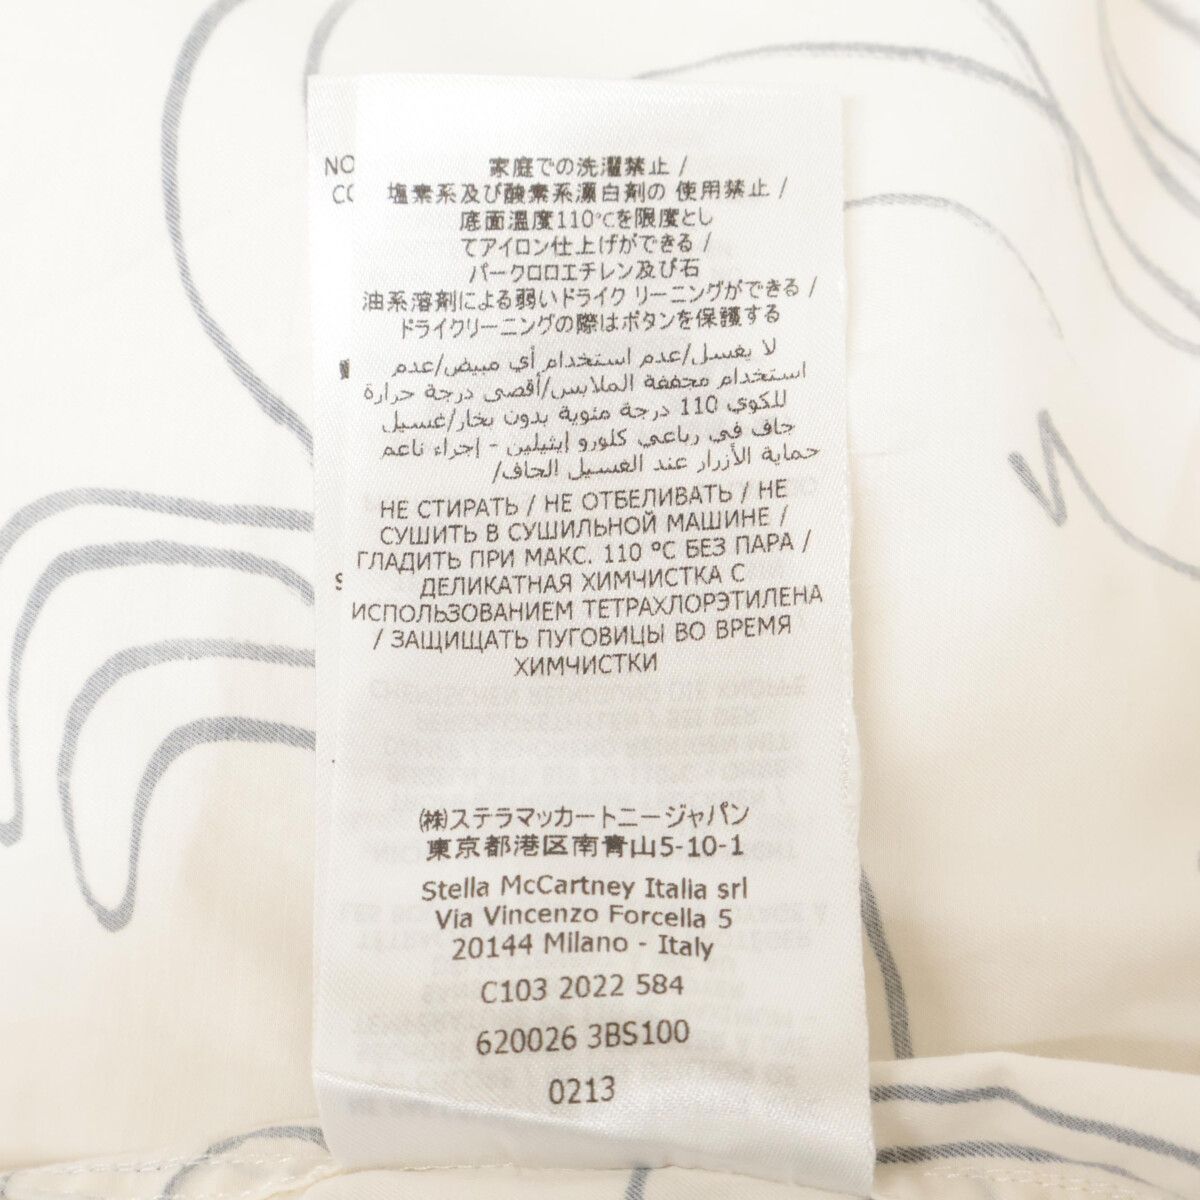 家庭での洗濯禁止 /
塩素系及び酸素系漂白剤の 使用禁止 /
底面温度110℃を限度とし
てアイロン仕上げができる /
パークロロエチレン及び石
油系溶剤による弱いドライク リーニングができる /
ドライクリーニングの際はボタンを保護する
لا يغسل/عدم استخدام أي مبيض/عدم
استخدام مجففة الملابس/أقصى درجة حرارة
للكوي 110 درجة مئوية بدون بخار/غسيل
جاف في رباعي كلورو إيثيلين - إجراء ناعم
حماية الأزرار عند الغسيل الجاف/
НЕ СТИРАТЬ / НЕ ОТБЕЛИВАТЬ / НЕ
СУШИТЬ В СУШИЛЬНОЙ МАШИНЕ /
ГЛАДИТЬ ПРИ МАКС. 110 °C БЕЗ ПАРА /
ДЕЛИКАТНАЯ ХИМЧИСТКА С
ИСПОЛЬЗОВАНИЕМ ТЕТРАХЛОРЭТИЛЕНА
/ ЗАЩИЩАТЬ ПУГОВИЦЫ ВО ВРЕМЯ
ХИМЧИСТКИ
㈱ステラマッカートニージャパン
東京都港区南青山5-10-1
Stella McCartney Italia srl
Via Vincenzo Forcella 5
20144 Milano - Italy
C103 2022 584
620026 3BS100
0213